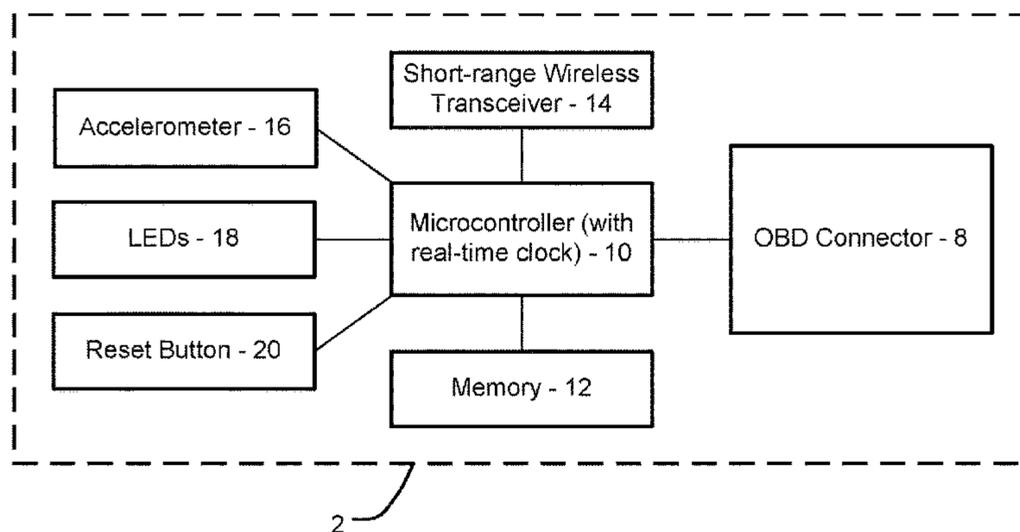 Short-range Wireless
Transceiver - 14
Accelerometer - 16
LEDs - 18
Microcontroller (with
real-time clock) - 10
OBD Connector - 8
Reset Button - 20
Memory - 12
2